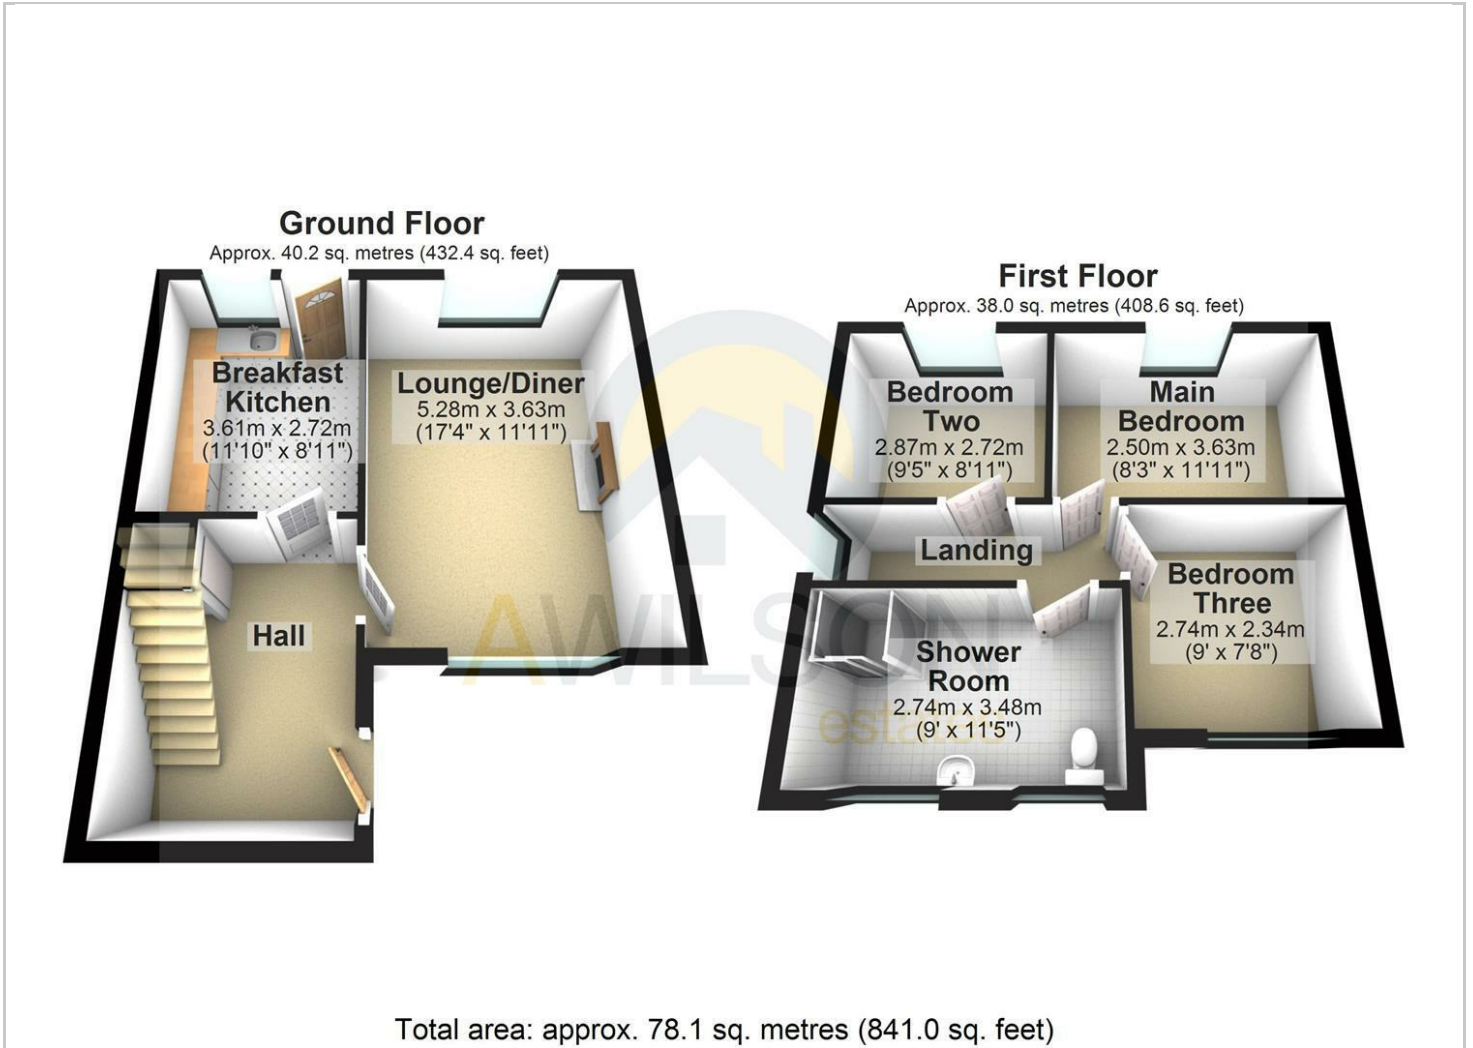 Ground Floor
Approx. 40.2 sq. metres (432.4 sq. feet)
Breakfast
Kitchen
3.61m x 2.72m
(11'10" x 8'11")
Lounge/Diner
5.28m x 3.63m
(17'4" x 11'11")
Hall
First Floor
Approx. 38.0 sq. metres (408.6 sq. feet)
Bedroom
Two
2.87m x 2.72m
(9'5" x 8'11")
Main
Bedroom
2.50m x 3.63m
(8'3" x 11'11")
Landing
Bedroom
Three
2.74m x 2.34m
(9' x 7'8")
Shower
Room
2.74m x 3.48m
(9' x 11'5")
AWILSON
estates
Total area: approx. 78.1 sq. metres (841.0 sq. feet)